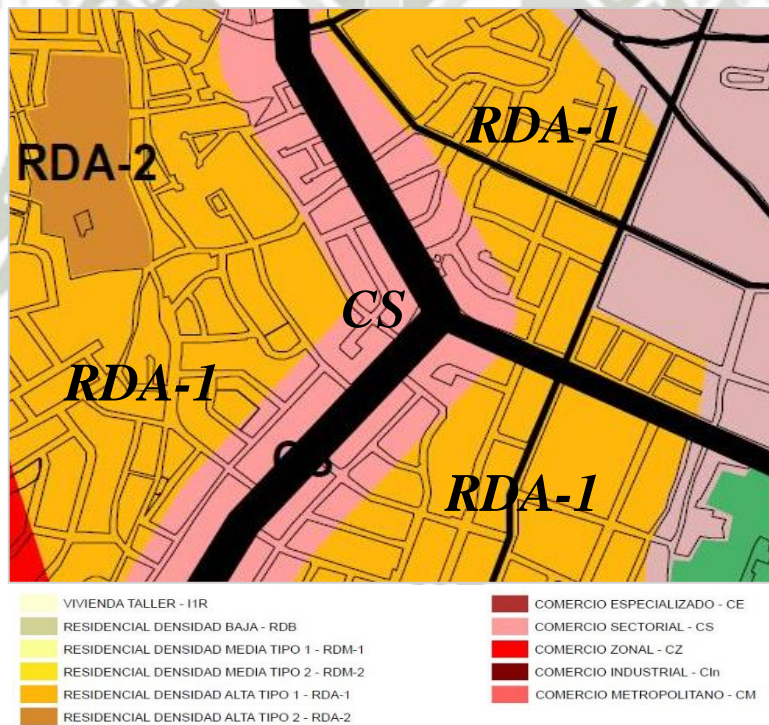 RDA-1
RDA-2
CS
RDA-1
CS
RDA-1
VIVIENDA TALLER - I1R
RESIDENCIAL DENSIDAD BAJA - RDB
RESIDENCIAL DENSIDAD MEDIA TIPO 1 - RDM-1
RESIDENCIAL DENSIDAD MEDIA TIPO 2 - RDM-2
RESIDENCIAL DENSIDAD ALTA TIPO 1 - RDA-1
RESIDENCIAL DENSIDAD ALTA TIPO 2 - RDA-2
COMERCIO ESPECIALIZADO - CE
COMERCIO SECTORIAL - CS
COMERCIO ZONAL - CZ
COMERCIO INDUSTRIAL - CIn
COMERCIO METROPOLITANO - CM